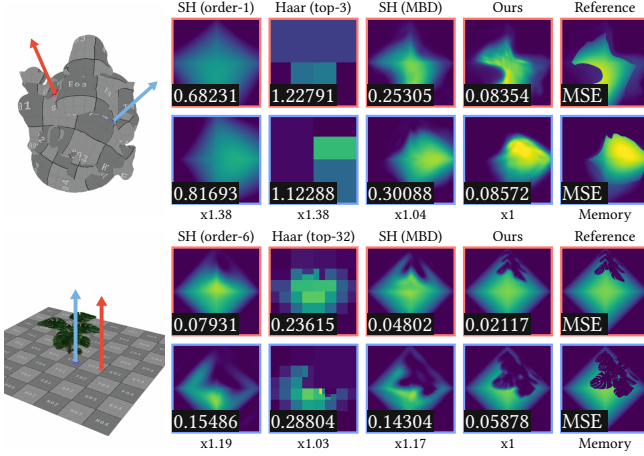 SH (order-1) Haar (top-3) SH (MBD) Ours Reference
0.68231 1.22791 0.25305 0.08354 MSE
0.81693 1.12288 0.30088 0.08572 MSE
x1.38 x1.38 x1.04 x1 Memory
SH (order-6) Haar (top-32) SH (MBD) Ours Reference
0.07931 0.23615 0.04802 0.02117 MSE
0.15486 0.28804 0.14304 0.05878 MSE
x1.19 x1.03 x1.17 x1 Memory